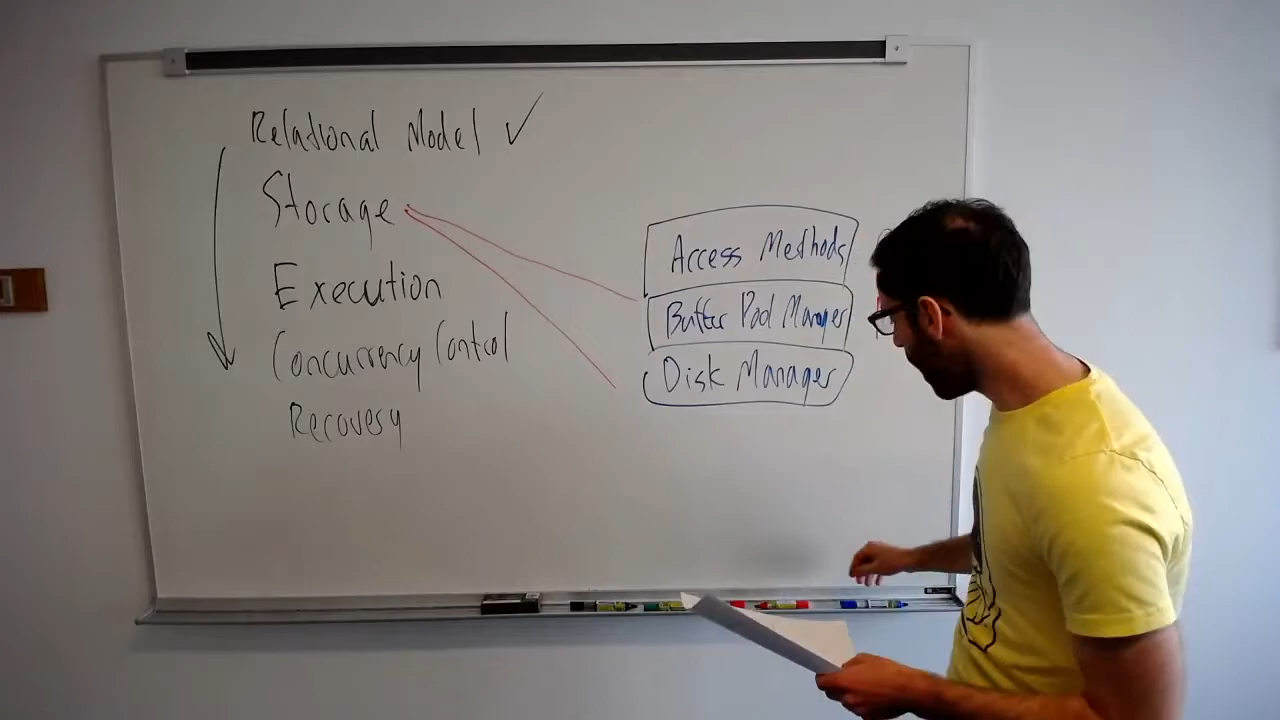 Relational Model ✓
Storage
Execution
Concurrency Control
Recovery
Access Methods
Buffer Pool Manager
Disk Manager